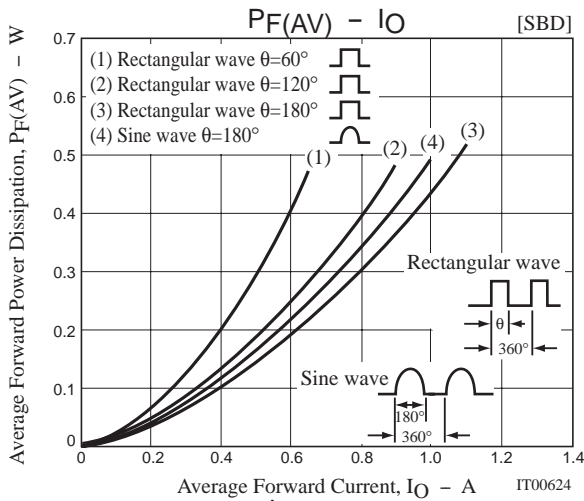 PF(AV) – IO
[SBD]
Average Forward Power Dissipation, PF(AV) – W
0.7
0.6
0.5
0.4
0.3
0.2
0.1
0
(1) Rectangular wave θ=60°
(2) Rectangular wave θ=120°
(3) Rectangular wave θ=180°
(4) Sine wave θ=180°
(1)
(2)
(4)
(3)
Rectangular wave
θ
360°
Sine wave
180°
360°
0
0.2
0.4
0.6
0.8
1.0
1.2
1.4
Average Forward Current, IO – A
IT00624